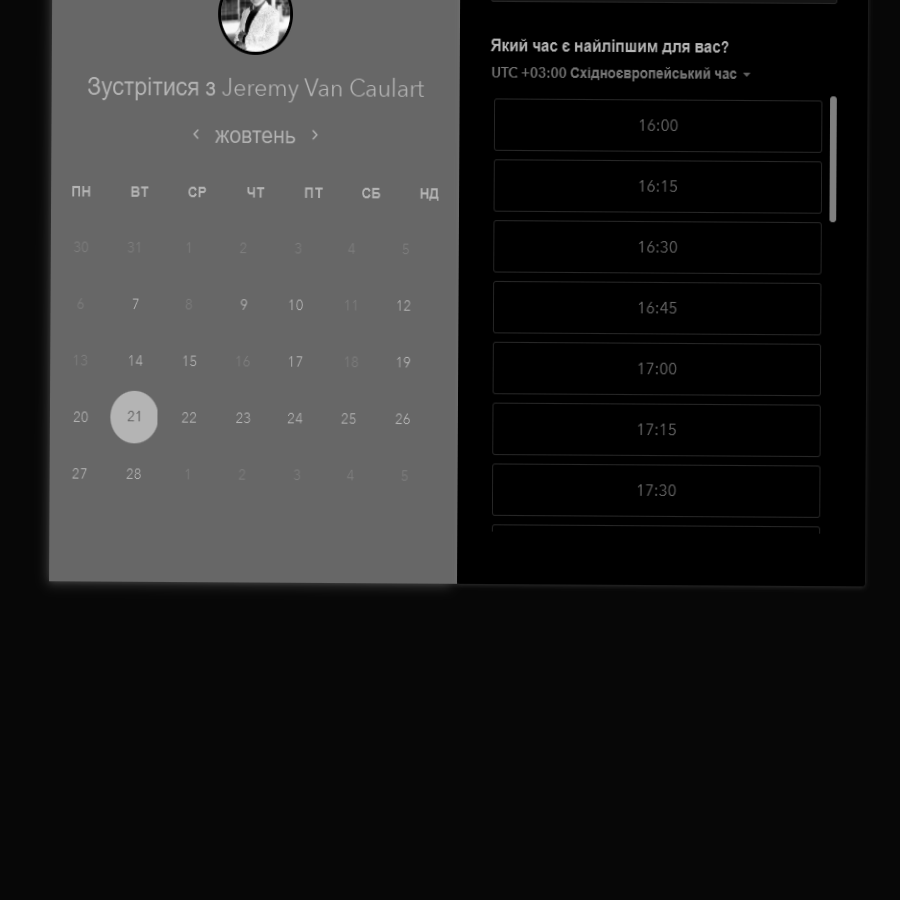 Зустрітися з Jeremy Van Caulart
‹ жовтень ›
ПН ВТ СР ЧТ ПТ СБ НД
30 31 1 2 3 4 5
6 7 8 9 10 11 12
13 14 15 16 17 18 19
20 21 22 23 24 25 26
27 28 1 2 3 4 5
Який час є найліпшим для вас?
UTC +03:00 Східноєвропейський час
16:00
16:15
16:30
16:45
17:00
17:15
17:30